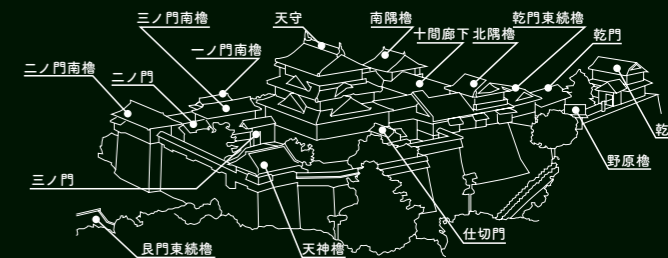 三ノ門南櫓
天守
南隅櫓
乾門東続櫓
十間廊下
北隅櫓
乾門
一ノ門南櫓
二ノ門南櫓
二ノ門
乾
野原櫓
三ノ門
仕切門
艮門東続櫓
天神櫓